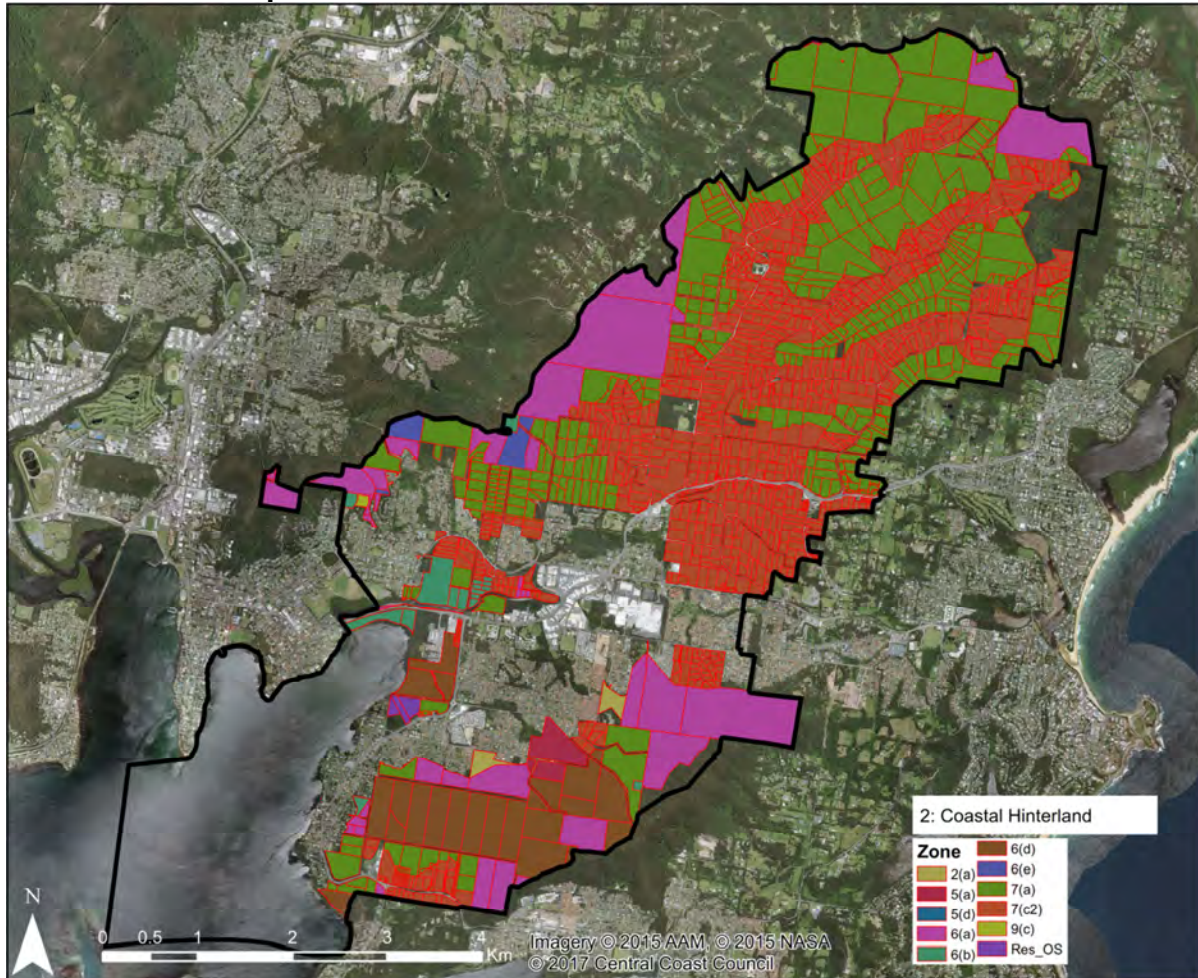 2: Coastal Hinterland
Zone
2(a)
5(a)
5(d)
6(a)
6(b)
6(d)
6(e)
7(a)
7(c2)
9(c)
Res_OS
N
0 0.5 1 2 3 4
Km
Imagery © 2015 AAM, © 2015 NASA
© 2017 Central Coast Council